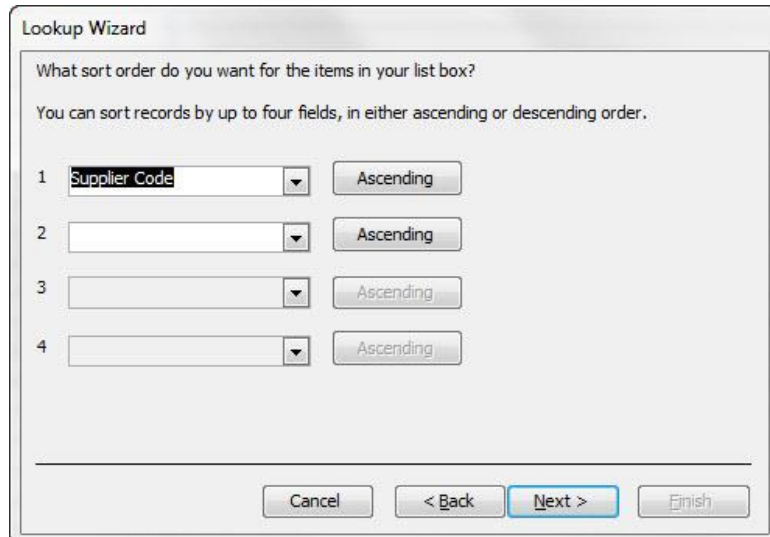 Lookup Wizard
What sort order do you want for the items in your list box?
You can sort records by up to four fields, in either ascending or descending order.
1 Supplier Code Ascending
2 Ascending
3 Ascending
4 Ascending
Cancel < Back Next > Finish